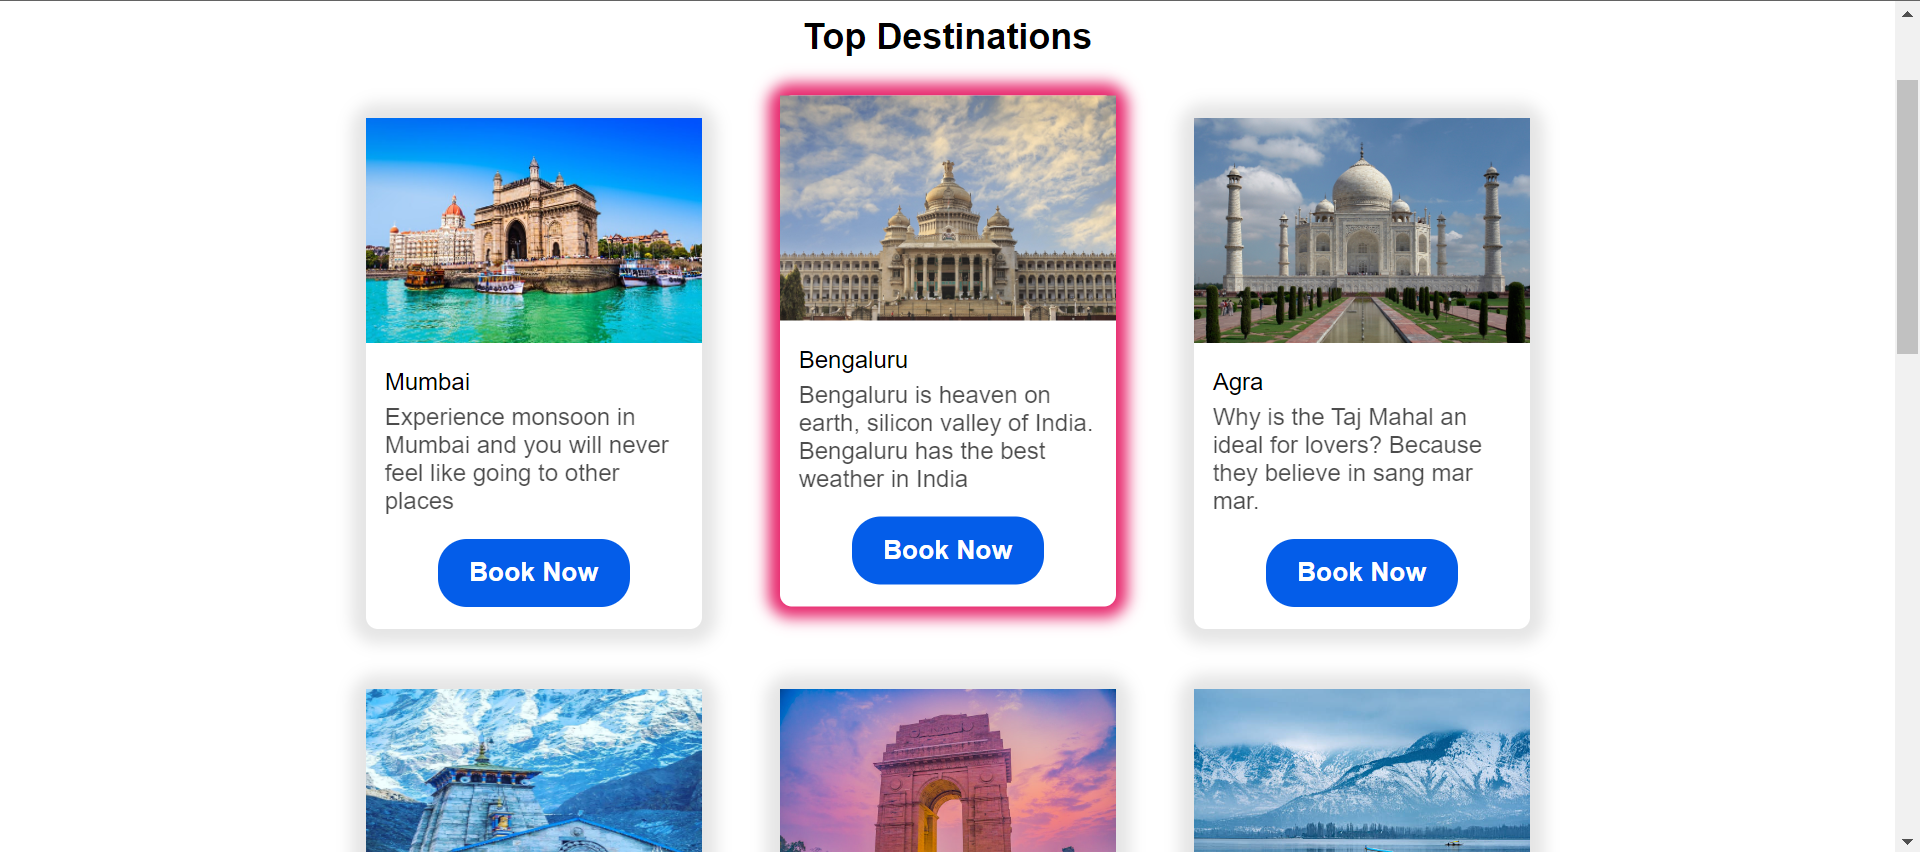 Top Destinations
Mumbai
Experience monsoon in
Mumbai and you will never
feel like going to other
places
Book Now
Bengaluru
Bengaluru is heaven on
earth, silicon valley of India.
Bengaluru has the best
weather in India
Book Now
Agra
Why is the Taj Mahal an
ideal for lovers? Because
they believe in sang mar
mar.
Book Now